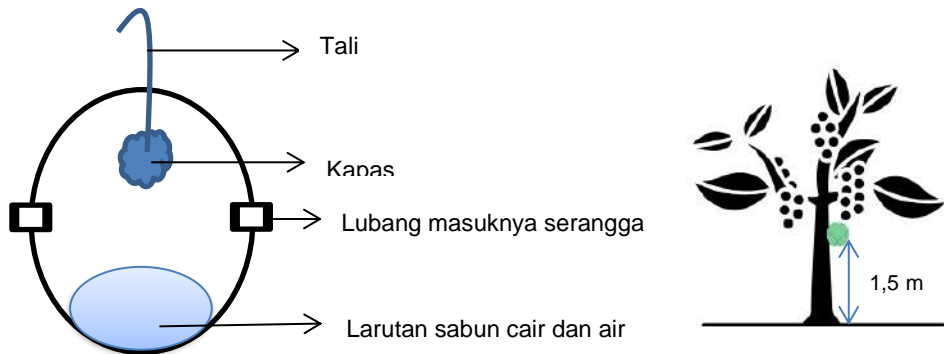 Tali
Kapas
Lubang masuknya serangga
1,5 m
Larutan sabun cair dan air